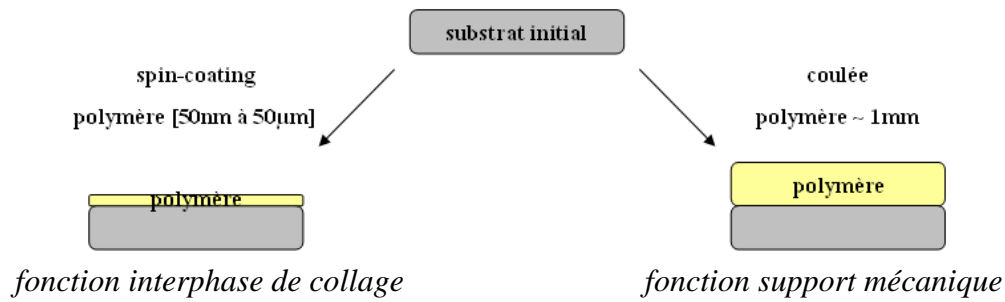 substrat initial
spin-coating
polymère [50nm à 50µm]
coulée
polymère ~ 1mm
polymère
polymère
fonction interphase de collage
fonction support mécanique